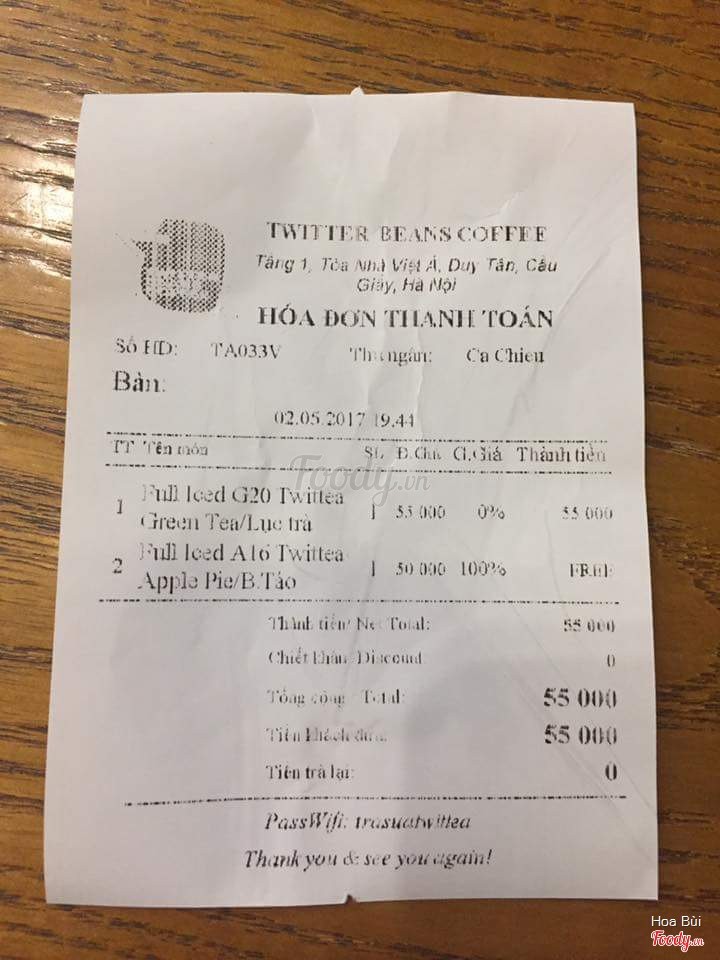 TWITTER BEANS COFFEE
Tầng 1, Tòa Nhà Việt Á, Duy Tân, Cầu
Giấy, Hà Nội
HÓA ĐƠN THANH TOÁN
Số HD: TA033V Thu ngân: Ca Chieu
Bàn:
02.05.2017 19.44
TT Tên món SL Đ.Giá G.Giá Thành tiền
1 Full Iced G20 Twittea 1 55 000 0% 55 000
Green Tea/Lục trà
2 Full Iced A16 Twittea 1 50 000 100% FREE
Apple Pie/B.Táo
Thành tiền/ Net Total: 55 000
Chiết khấu/Discound 0
Tổng cộng Total: 55 000
Tiền khách đưa: 55 000
Tiền trả lại: 0
PassWifi: trasuatwittea
Thank you & see you again!
Foody.vn
Hoa Bùi
Foody.vn